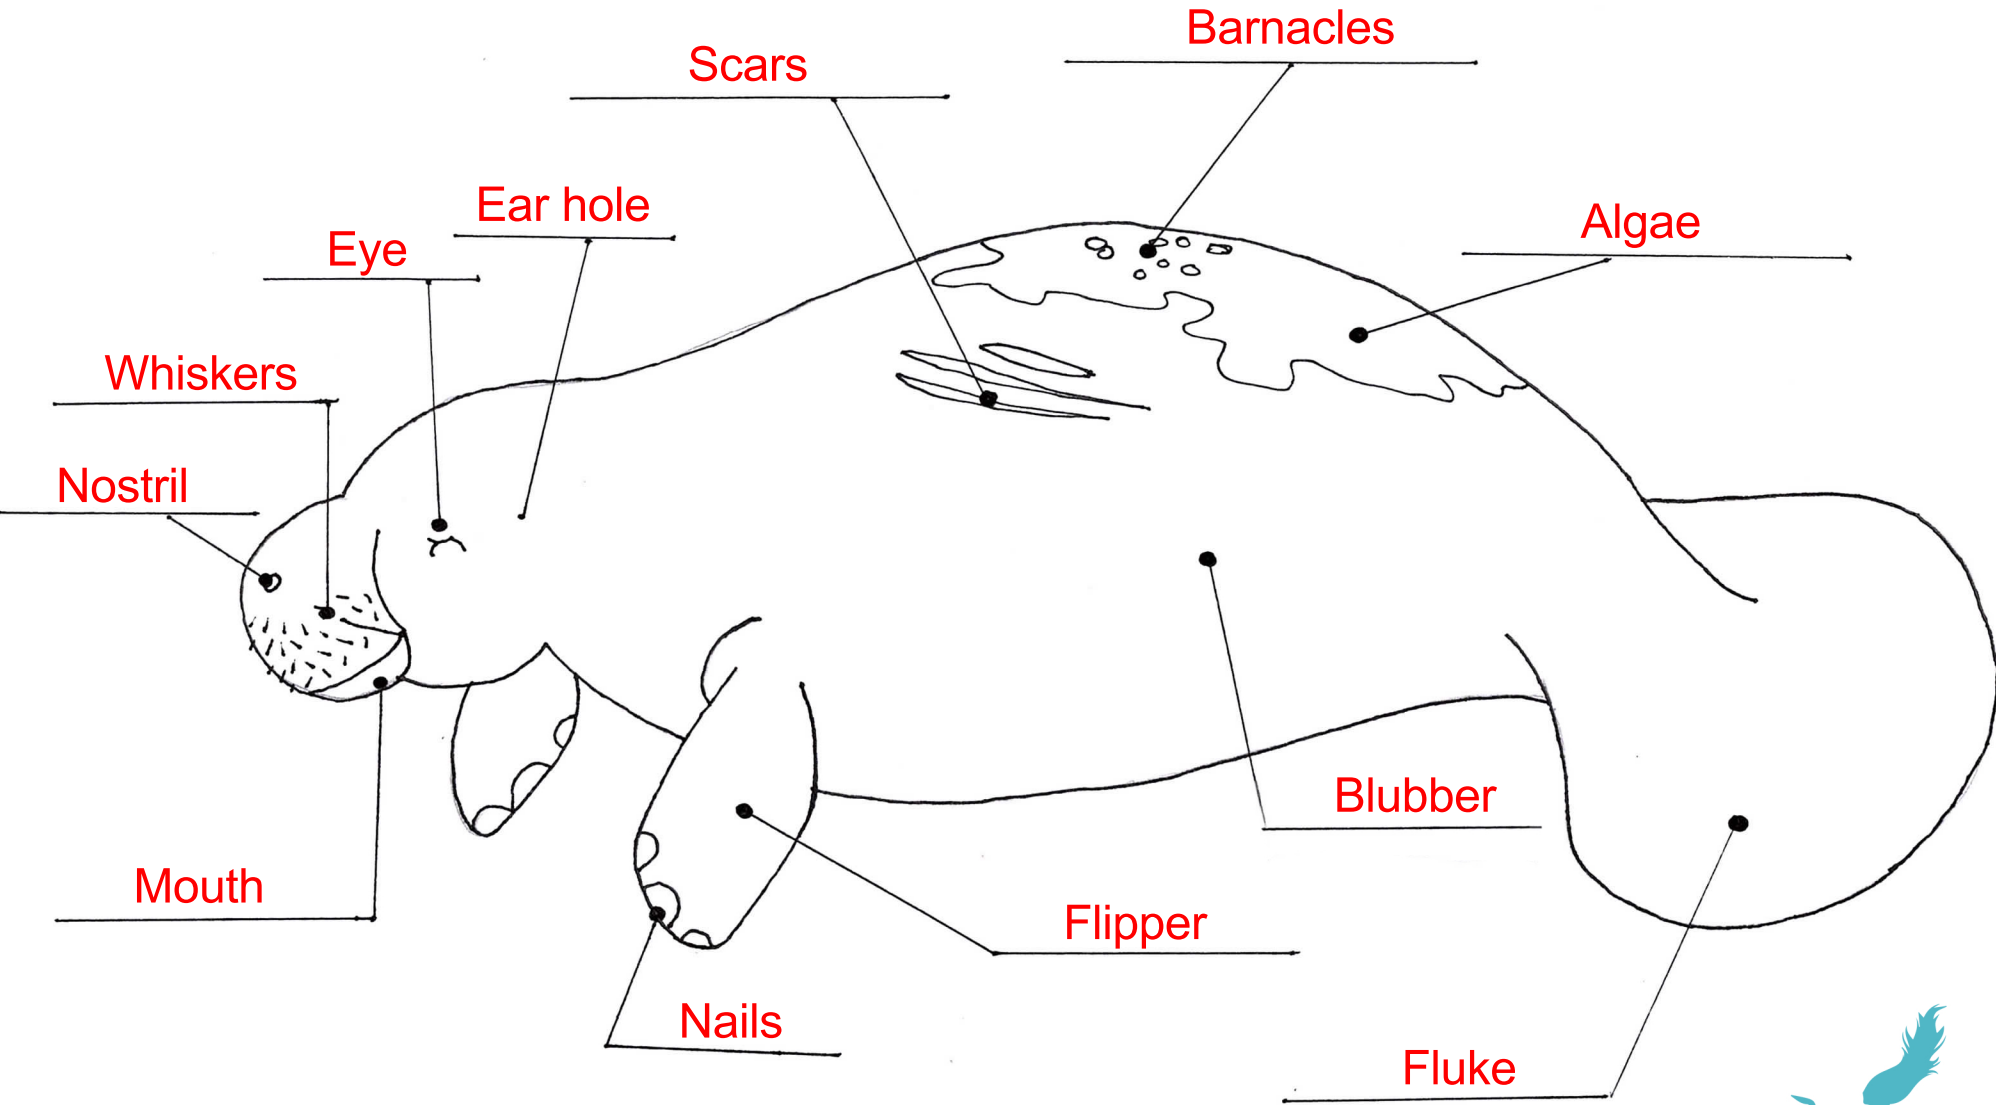 Barnacles
Scars
Ear hole
Algae
Eye
Whiskers
Nostril
Blubber
Mouth
Flipper
Nails
Fluke